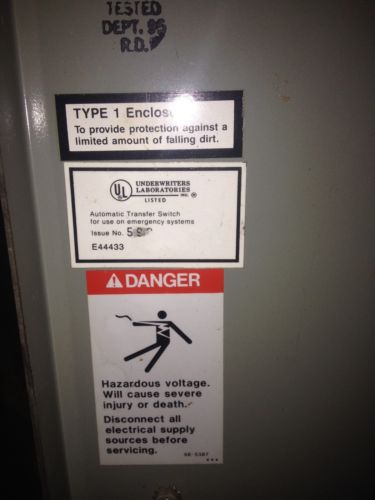 TESTED
DEPT. 95
R.D.
TYPE 1
To provide protection against a
limited amount of falling dirt.
UL
UNDERWRITERS
LABORATORIES
INC. ®
LISTED
Automatic Transfer Switch
for use on emergency systems
Issue No.
E44433
DANGER
Hazardous voltage.
Will cause severe
injury or death.
Disconnect all
electrical supply
sources before
servicing.